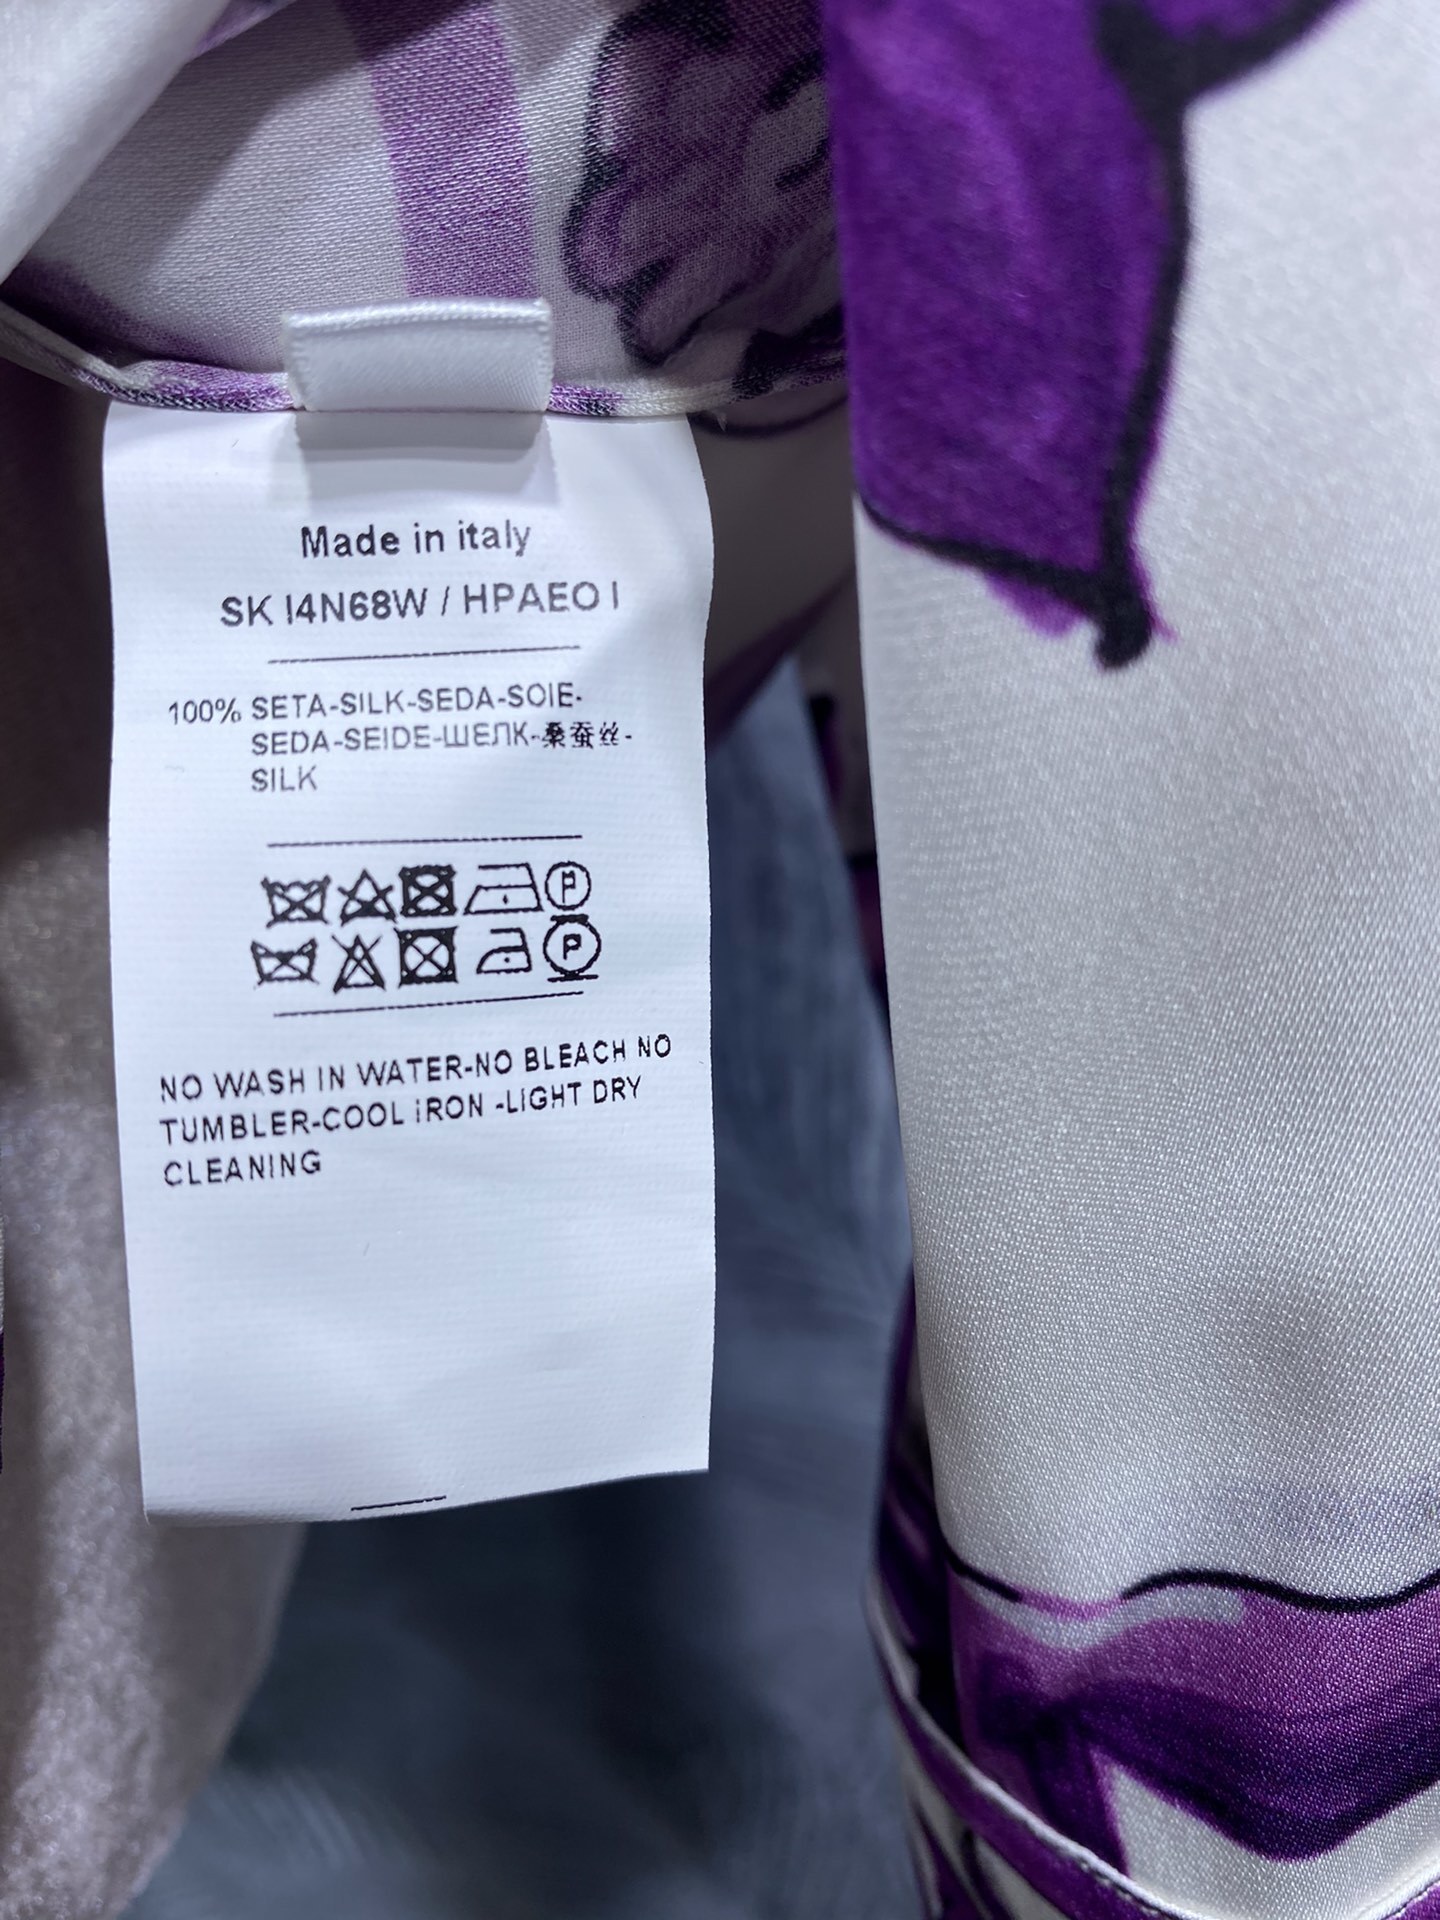 Made in italy
SK I4N68W / HPAEO I
100% SETA-SILK-SEDA-SOIE-
SEDA-SEIDE-ШЕЛК-桑蚕丝-
SILK
P
P
NO WASH IN WATER-NO BLEACH NO
TUMBLER-COOL iRON -LIGHT DRY
CLEANING